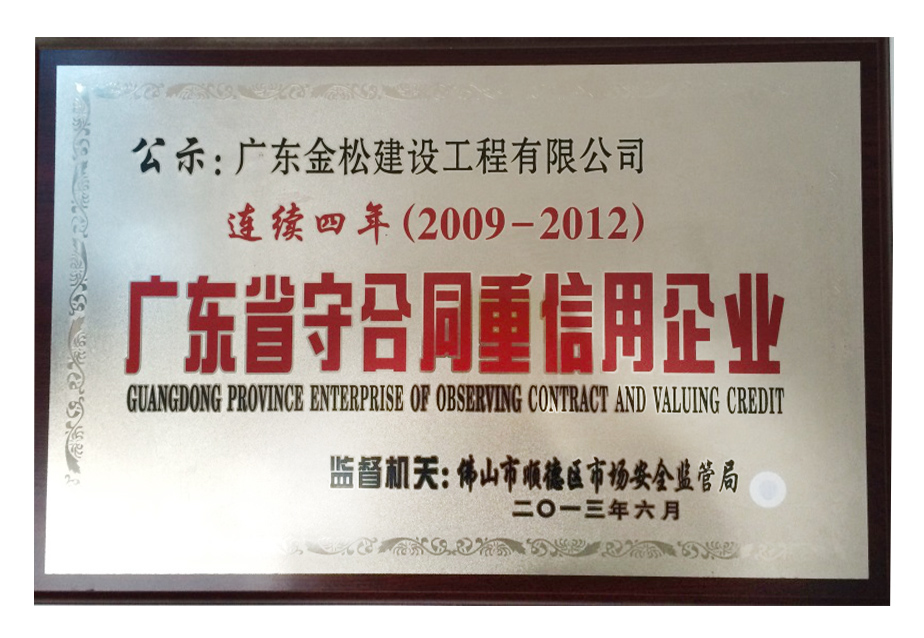 公示:广东金松建设工程有限公司
连续四年(2009-2012)
广东省守合同重信用企业
GUANGDONG PROVINCE ENTERPRISE OF OBSERVING CONTRACT AND VALUING CREDIT
监督机关:佛山市顺德区市场安全监管局
二〇一三年六月